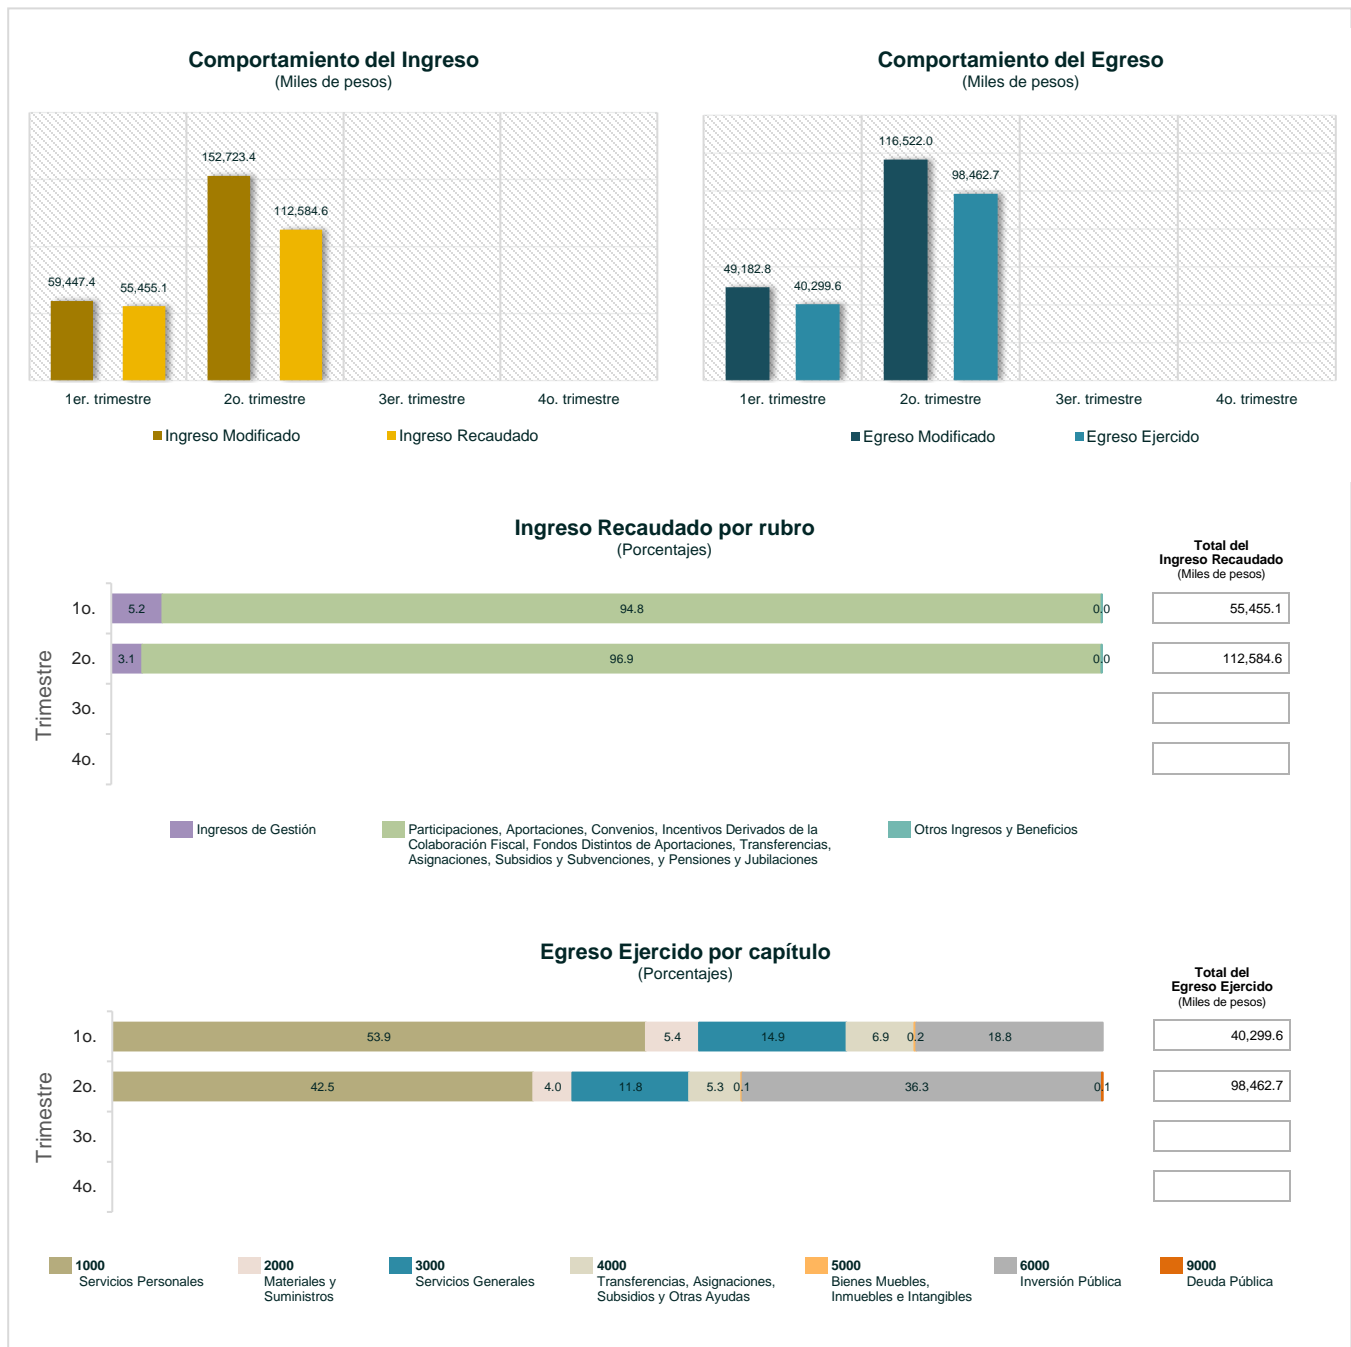 Comportamiento del Ingreso
(Miles de pesos)
59,447.4
55,455.1
152,723.4
112,584.6
1er. trimestre
2o. trimestre
3er. trimestre
4o. trimestre
Ingreso Modificado
Ingreso Recaudado
Comportamiento del Egreso
(Miles de pesos)
49,182.8
40,299.6
116,522.0
98,462.7
1er. trimestre
2o. trimestre
3er. trimestre
4o. trimestre
Egreso Modificado
Egreso Ejercido
Ingreso Recaudado por rubro
(Porcentajes)
Total del
Ingreso Recaudado
(Miles de pesos)
Trimestre
1o.
5.2
94.8
0.0
55,455.1
2o.
3.1
96.9
0.0
112,584.6
3o.
4o.
Ingresos de Gestión
Participaciones, Aportaciones, Convenios, Incentivos Derivados de la
Colaboración Fiscal, Fondos Distintos de Aportaciones, Transferencias,
Asignaciones, Subsidios y Subvenciones, y Pensiones y Jubilaciones
Otros Ingresos y Beneficios
Egreso Ejercido por capítulo
(Porcentajes)
Total del
Egreso Ejercido
(Miles de pesos)
Trimestre
1o.
53.9
5.4
14.9
6.9
0.2
18.8
40,299.6
2o.
42.5
4.0
11.8
5.3
0.1
36.3
0.1
98,462.7
3o.
4o.
1000
Servicios Personales
2000
Materiales y
Suministros
3000
Servicios Generales
4000
Transferencias, Asignaciones,
Subsidios y Otras Ayudas
5000
Bienes Muebles,
Inmuebles e Intangibles
6000
Inversión Pública
9000
Deuda Pública